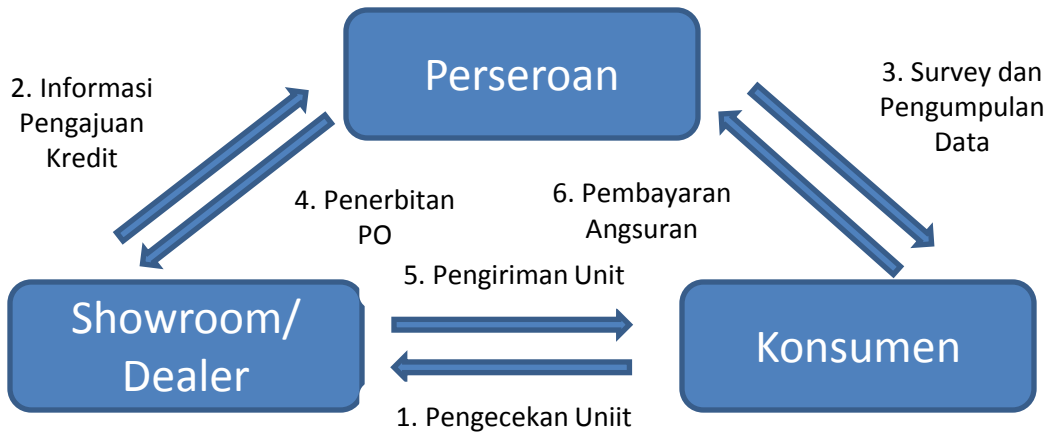 Perseroan
2. Informasi
Pengajuan
Kredit
3. Survey dan
Pengumpulan
Data
4. Penerbitan
PO
6. Pembayaran
Angsuran
5. Pengiriman Unit
Showroom/
Dealer
Konsumen
1. Pengecekan Uniit